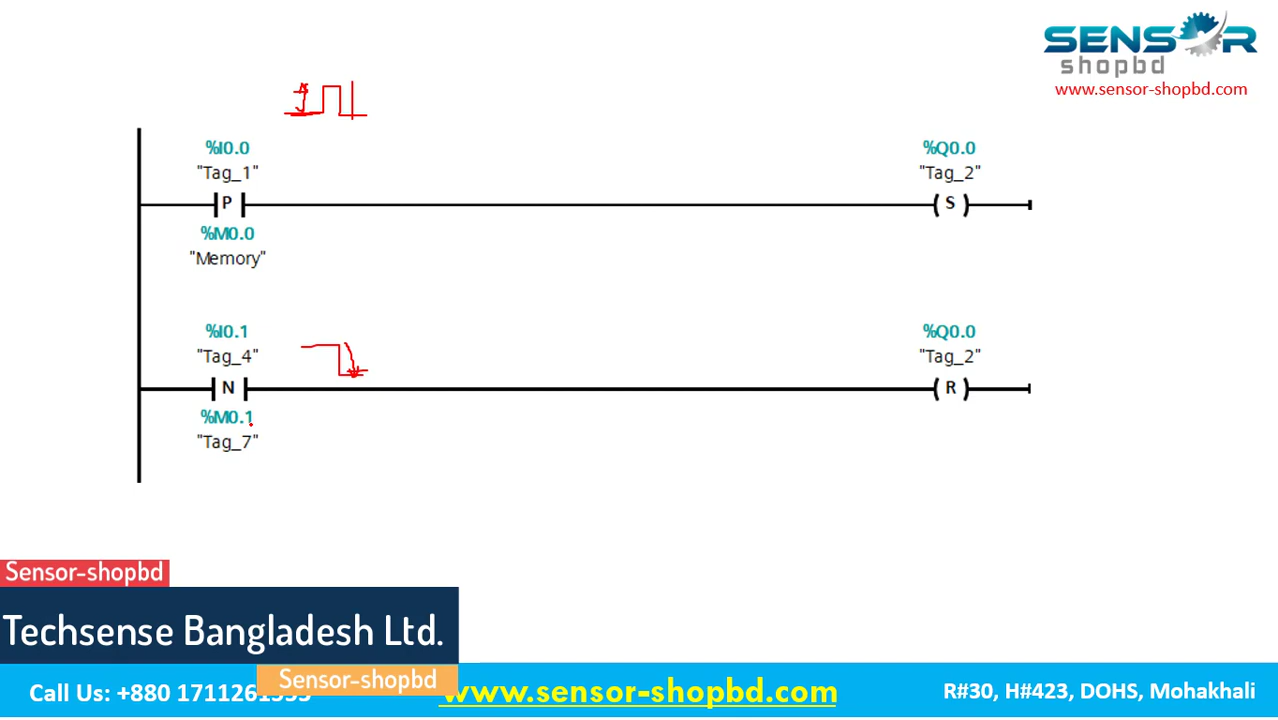 SENSOR
shopbd
www.sensor-shopbd.com
%I0.0
"Tag_1"
P
%M0.0
"Memory"
%Q0.0
"Tag_2"
S
%I0.1
"Tag_4"
N
%M0.1
"Tag_7"
%Q0.0
"Tag_2"
R
Sensor-shopbd
Techsense Bangladesh Ltd.
Sensor-shopbd
Call Us: +880
www.sensor-shopbd.com
R#30, H#423, DOHS, Mohakhali